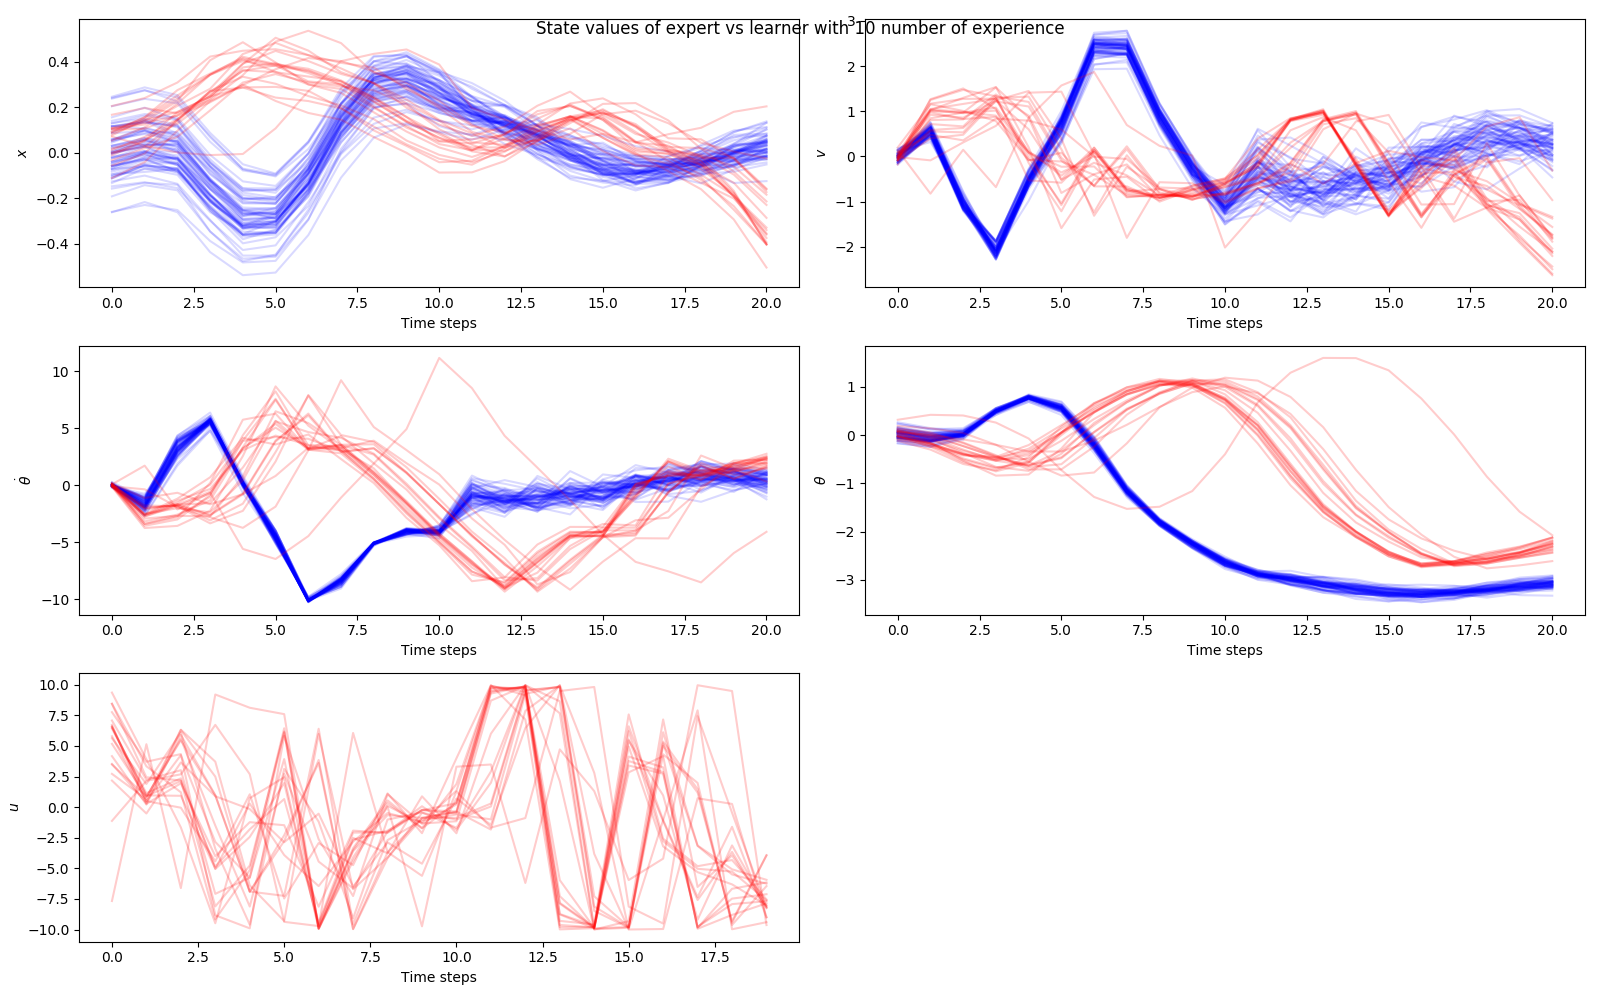 State values of expert vs learner with 10 number of experience
0.4
0.2
0.0
−0.2
−0.4
x
0.0 2.5 5.0 7.5 10.0 12.5 15.0 17.5 20.0
Time steps
3
2
1
0
−1
−2
v
0.0 2.5 5.0 7.5 10.0 12.5 15.0 17.5 20.0
Time steps
10
5
0
−5
−10
θ̇
0.0 2.5 5.0 7.5 10.0 12.5 15.0 17.5 20.0
Time steps
1
0
−1
−2
−3
θ
0.0 2.5 5.0 7.5 10.0 12.5 15.0 17.5 20.0
Time steps
10.0
7.5
5.0
2.5
0.0
−2.5
−5.0
−7.5
−10.0
u
0.0 2.5 5.0 7.5 10.0 12.5 15.0 17.5
Time steps